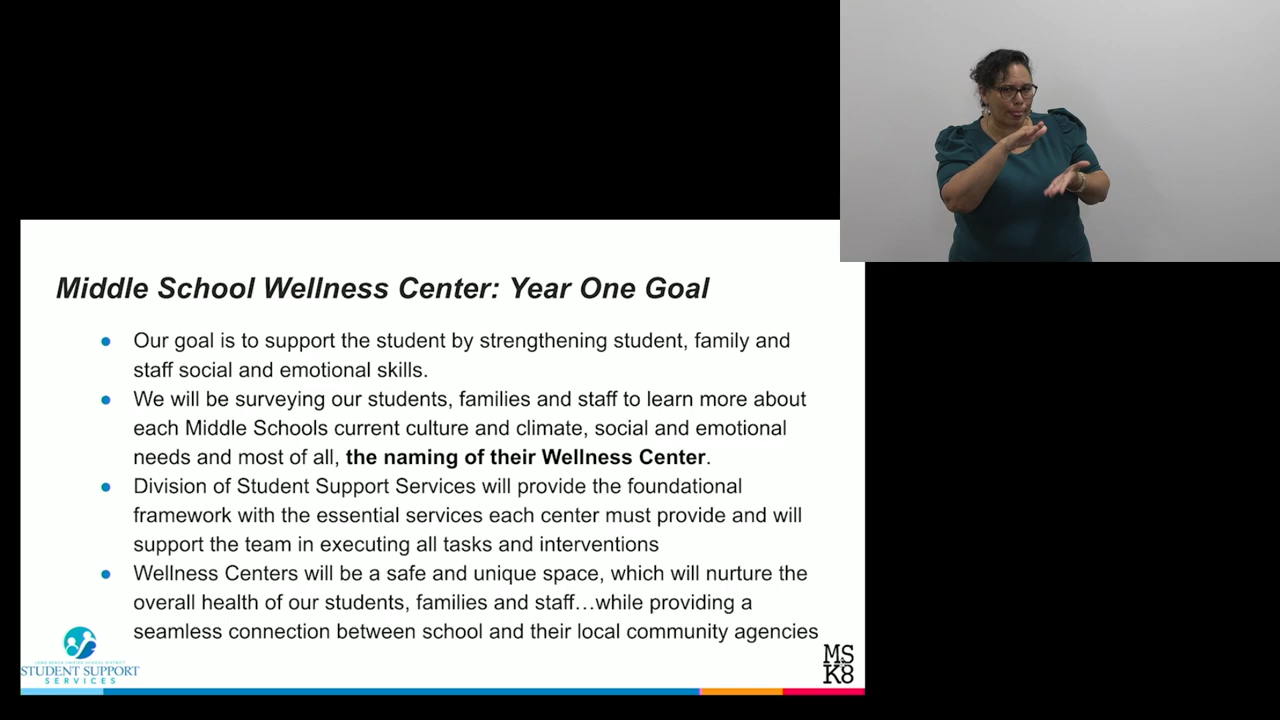 Middle School Wellness Center: Year One Goal
● Our goal is to support the student by strengthening student, family and
staff social and emotional skills.
● We will be surveying our students, families and staff to learn more about
each Middle Schools current culture and climate, social and emotional
needs and most of all, the naming of their Wellness Center.
● Division of Student Support Services will provide the foundational
framework with the essential services each center must provide and will
support the team in executing all tasks and interventions
● Wellness Centers will be a safe and unique space, which will nurture the
overall health of our students, families and staff…while providing a
seamless connection between school and their local community agencies
LONG BEACH UNIFIED SCHOOL DISTRICT
STUDENT SUPPORT
SERVICES
MS
K8